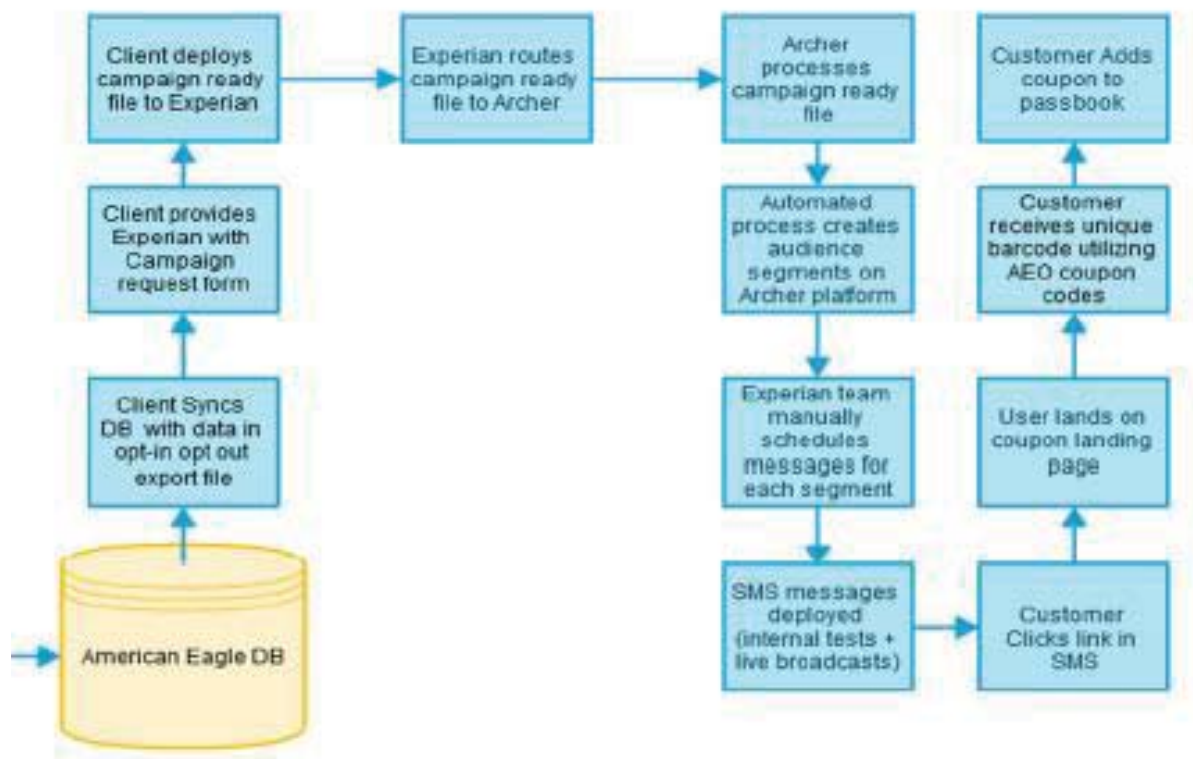 Client deploys
campaign ready
file to Experian
Experian routes
campaign ready
file to Archer
Archer
processes
campaign ready
file
Customer Adds
coupon to
passbook
Client provides
Experian with
Campaign
request form
Automated
process creates
audience
segments on
Archer platform
Customer
receives unique
barcode utilizing
AEO coupon
codes
Client Syncs
DB with data in
opt-in opt out
export file
Experian team
manually
schedules
messages for
each segment
User lands on
coupon landing
page
American Eagle DB
SMS messages
deployed
(internal tests +
live broadcasts)
Customer
Clicks link in
SMS